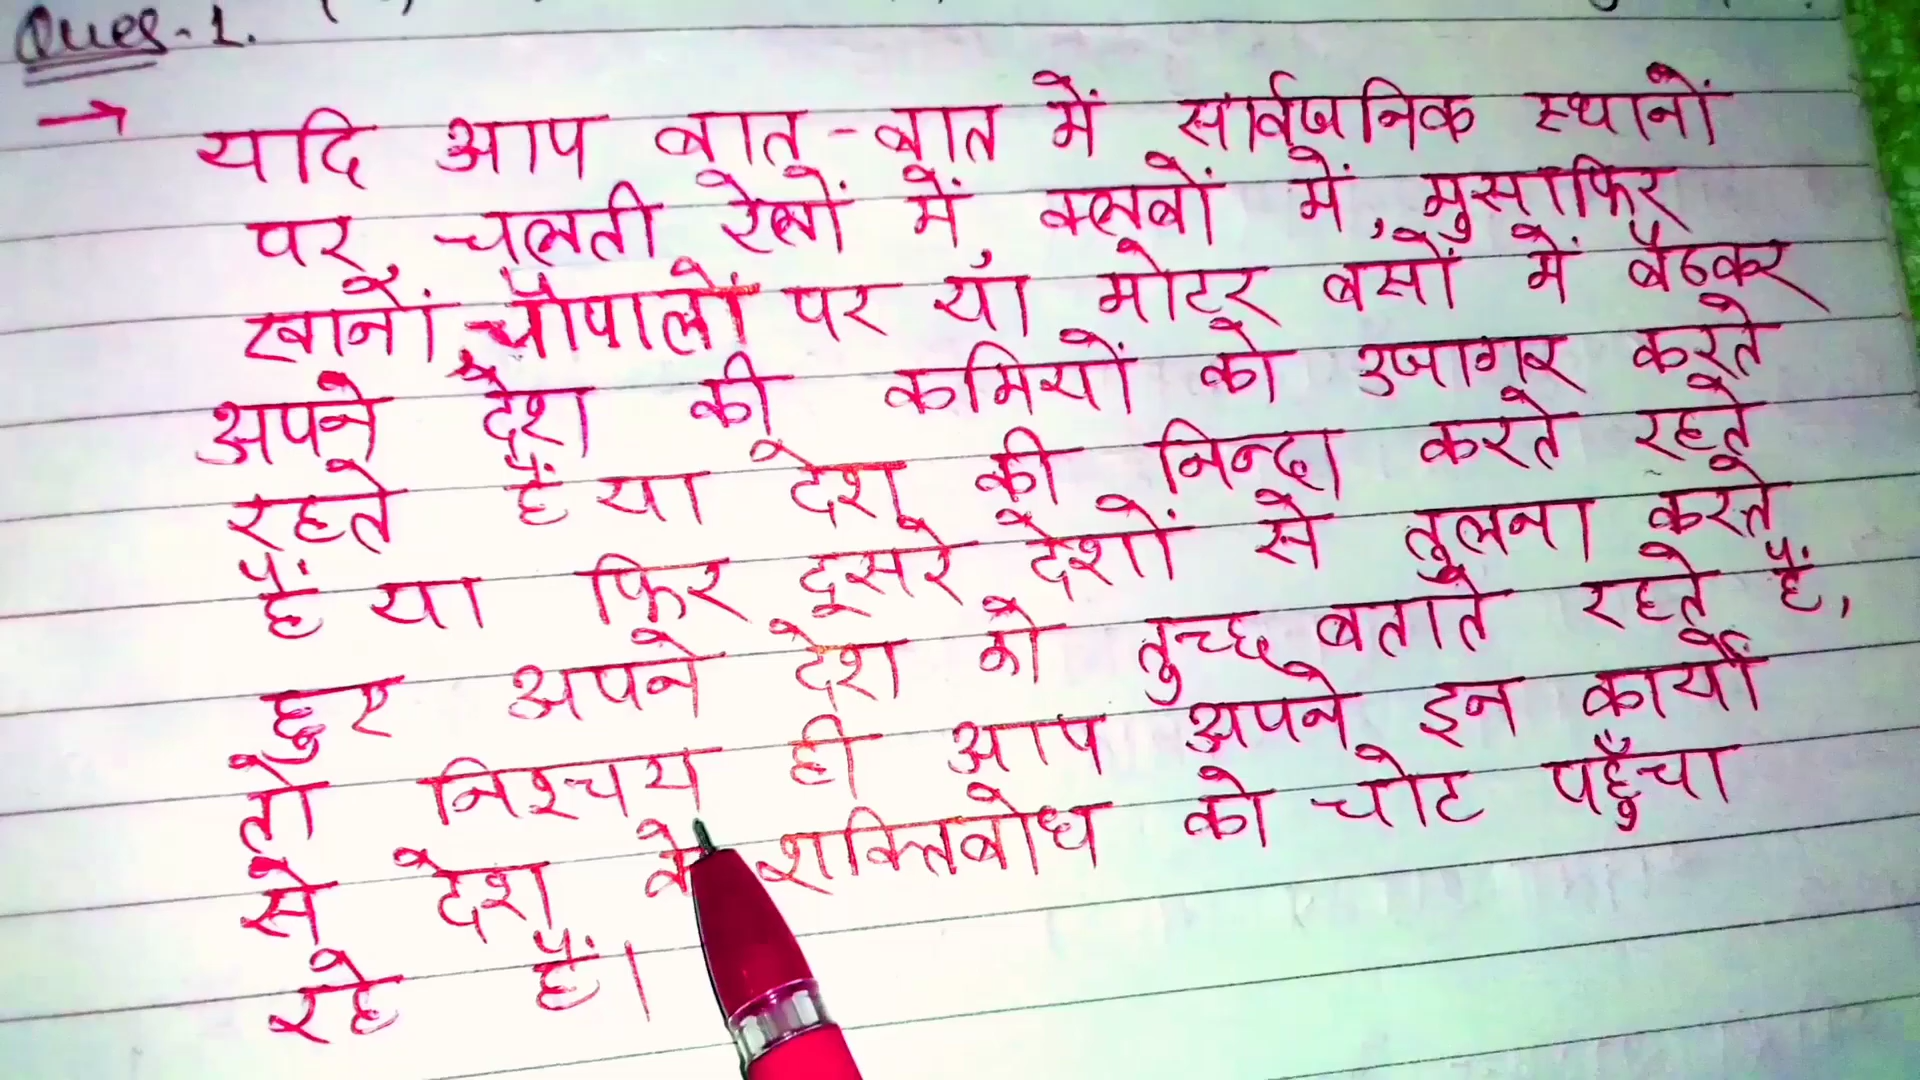 Ques-1.
→ यदि आप बात-बात में सार्वजनिक स्थानों
पर चलती रेलों में, क्लबों में, मुसाफिर
खानों, चौपालों पर याँ मोटर बसों में बैठकर
अपने देश की कमियों को उजागर करते
रहते हैं या देश की निन्दा करते रहते
हैं या फिर दूसरे देशों से तुलना करते
हुए अपने देश को तुच्छ बताते रहते हैं,
तो निश्चय ही आप अपने इन कार्यों
से देश के शक्तिबोध को चोट पहुँचा
रहे हैं।